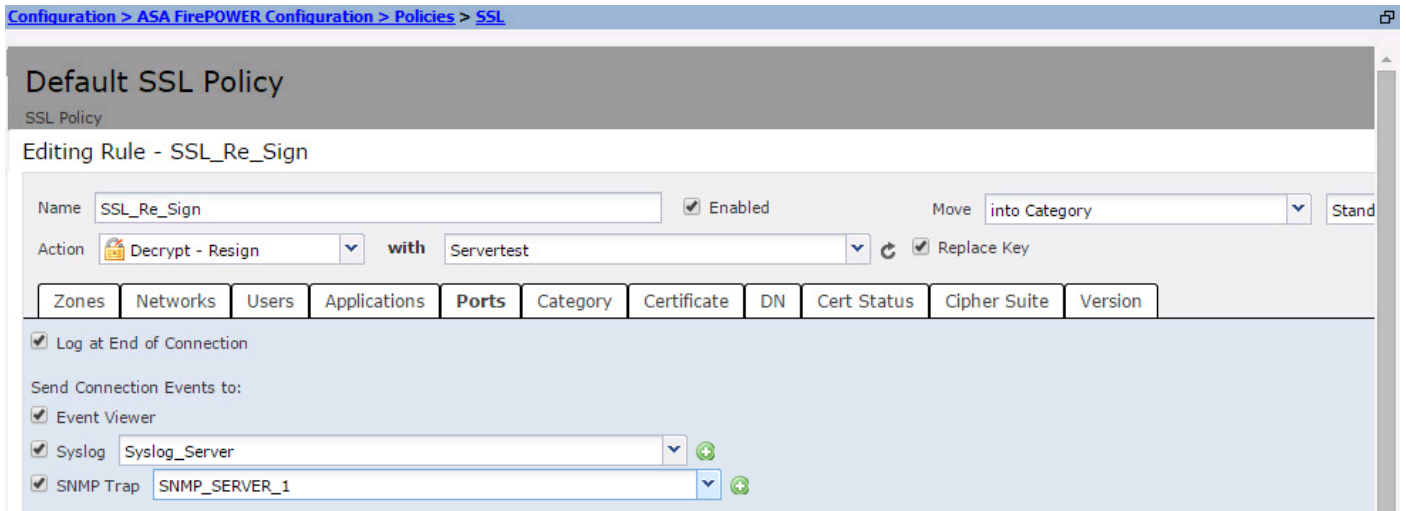 Configuration > ASA FirePOWER Configuration > Policies > SSL
Default SSL Policy
SSL Policy
Editing Rule - SSL_Re_Sign
Name SSL_Re_Sign Enabled Move into Category Stand
Action Decrypt - Resign with Servertest Replace Key
Zones Networks Users Applications Ports Category Certificate DN Cert Status Cipher Suite Version
Log at End of Connection
Send Connection Events to:
Event Viewer
Syslog Syslog_Server
SNMP Trap SNMP_SERVER_1